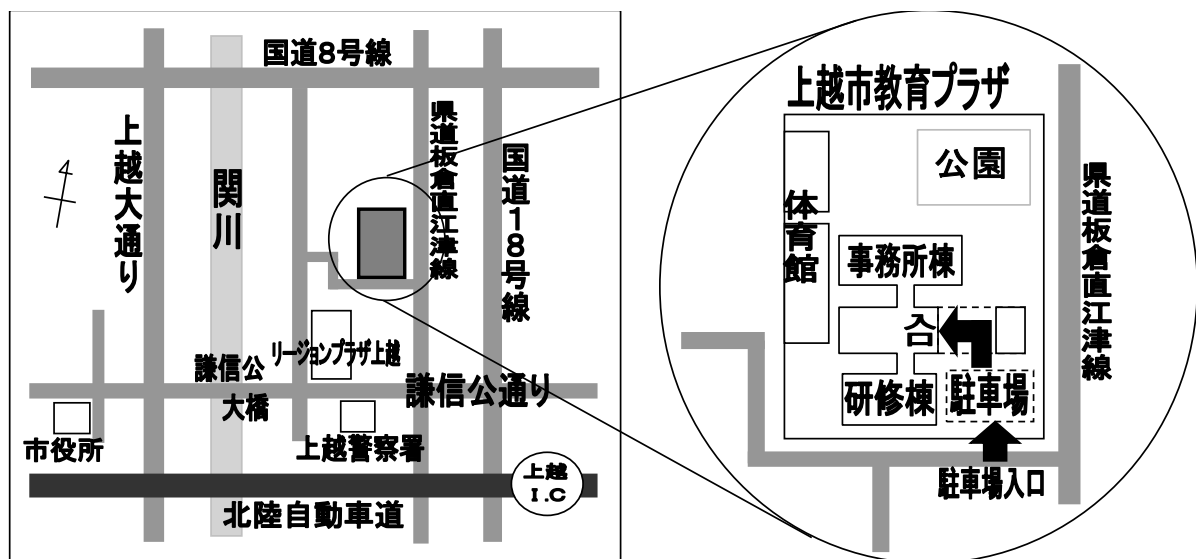 国道8号線
上越大通り
関川
県道板倉直江津線
国道18号線
4
リージョンプラザ上越
謙信公
大橋
謙信公通り
市役所
上越警察署
上越
I.C
北陸自動車道
上越市教育プラザ
公園
体育館
県道板倉直江津線
事務所棟
合
研修棟
駐車場
駐車場入口